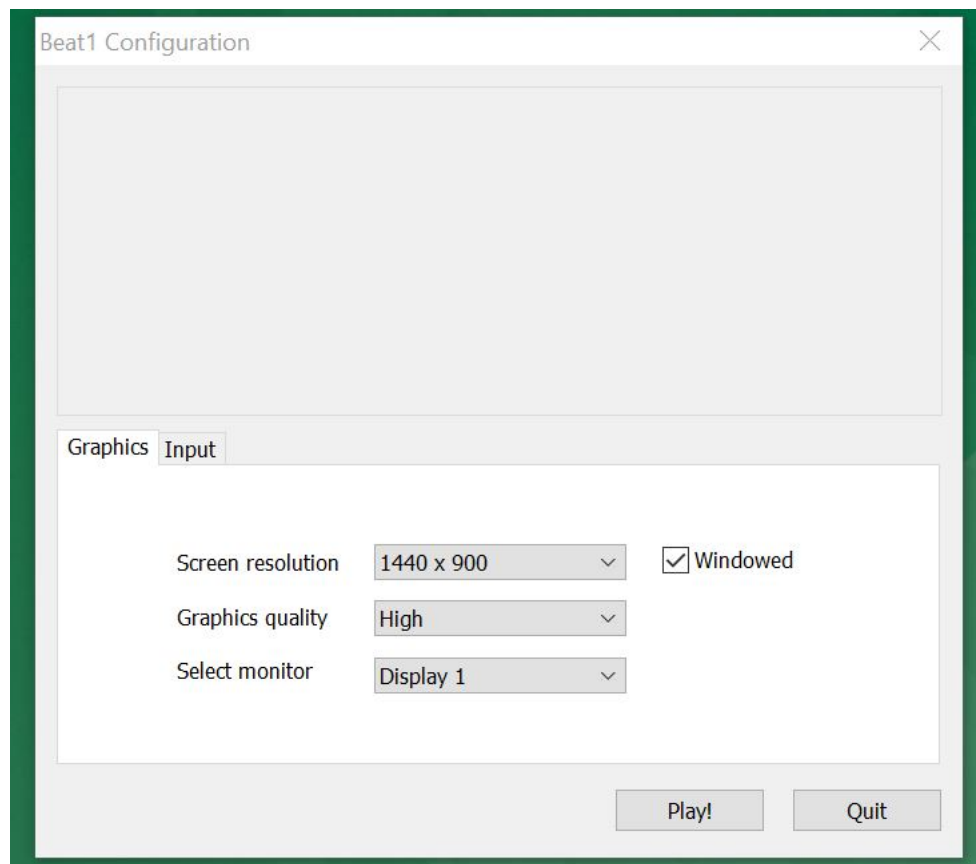 Beat1 Configuration
Graphics Input
Screen resolution 1440 x 900 Windowed
Graphics quality High
Select monitor Display 1
Play! Quit